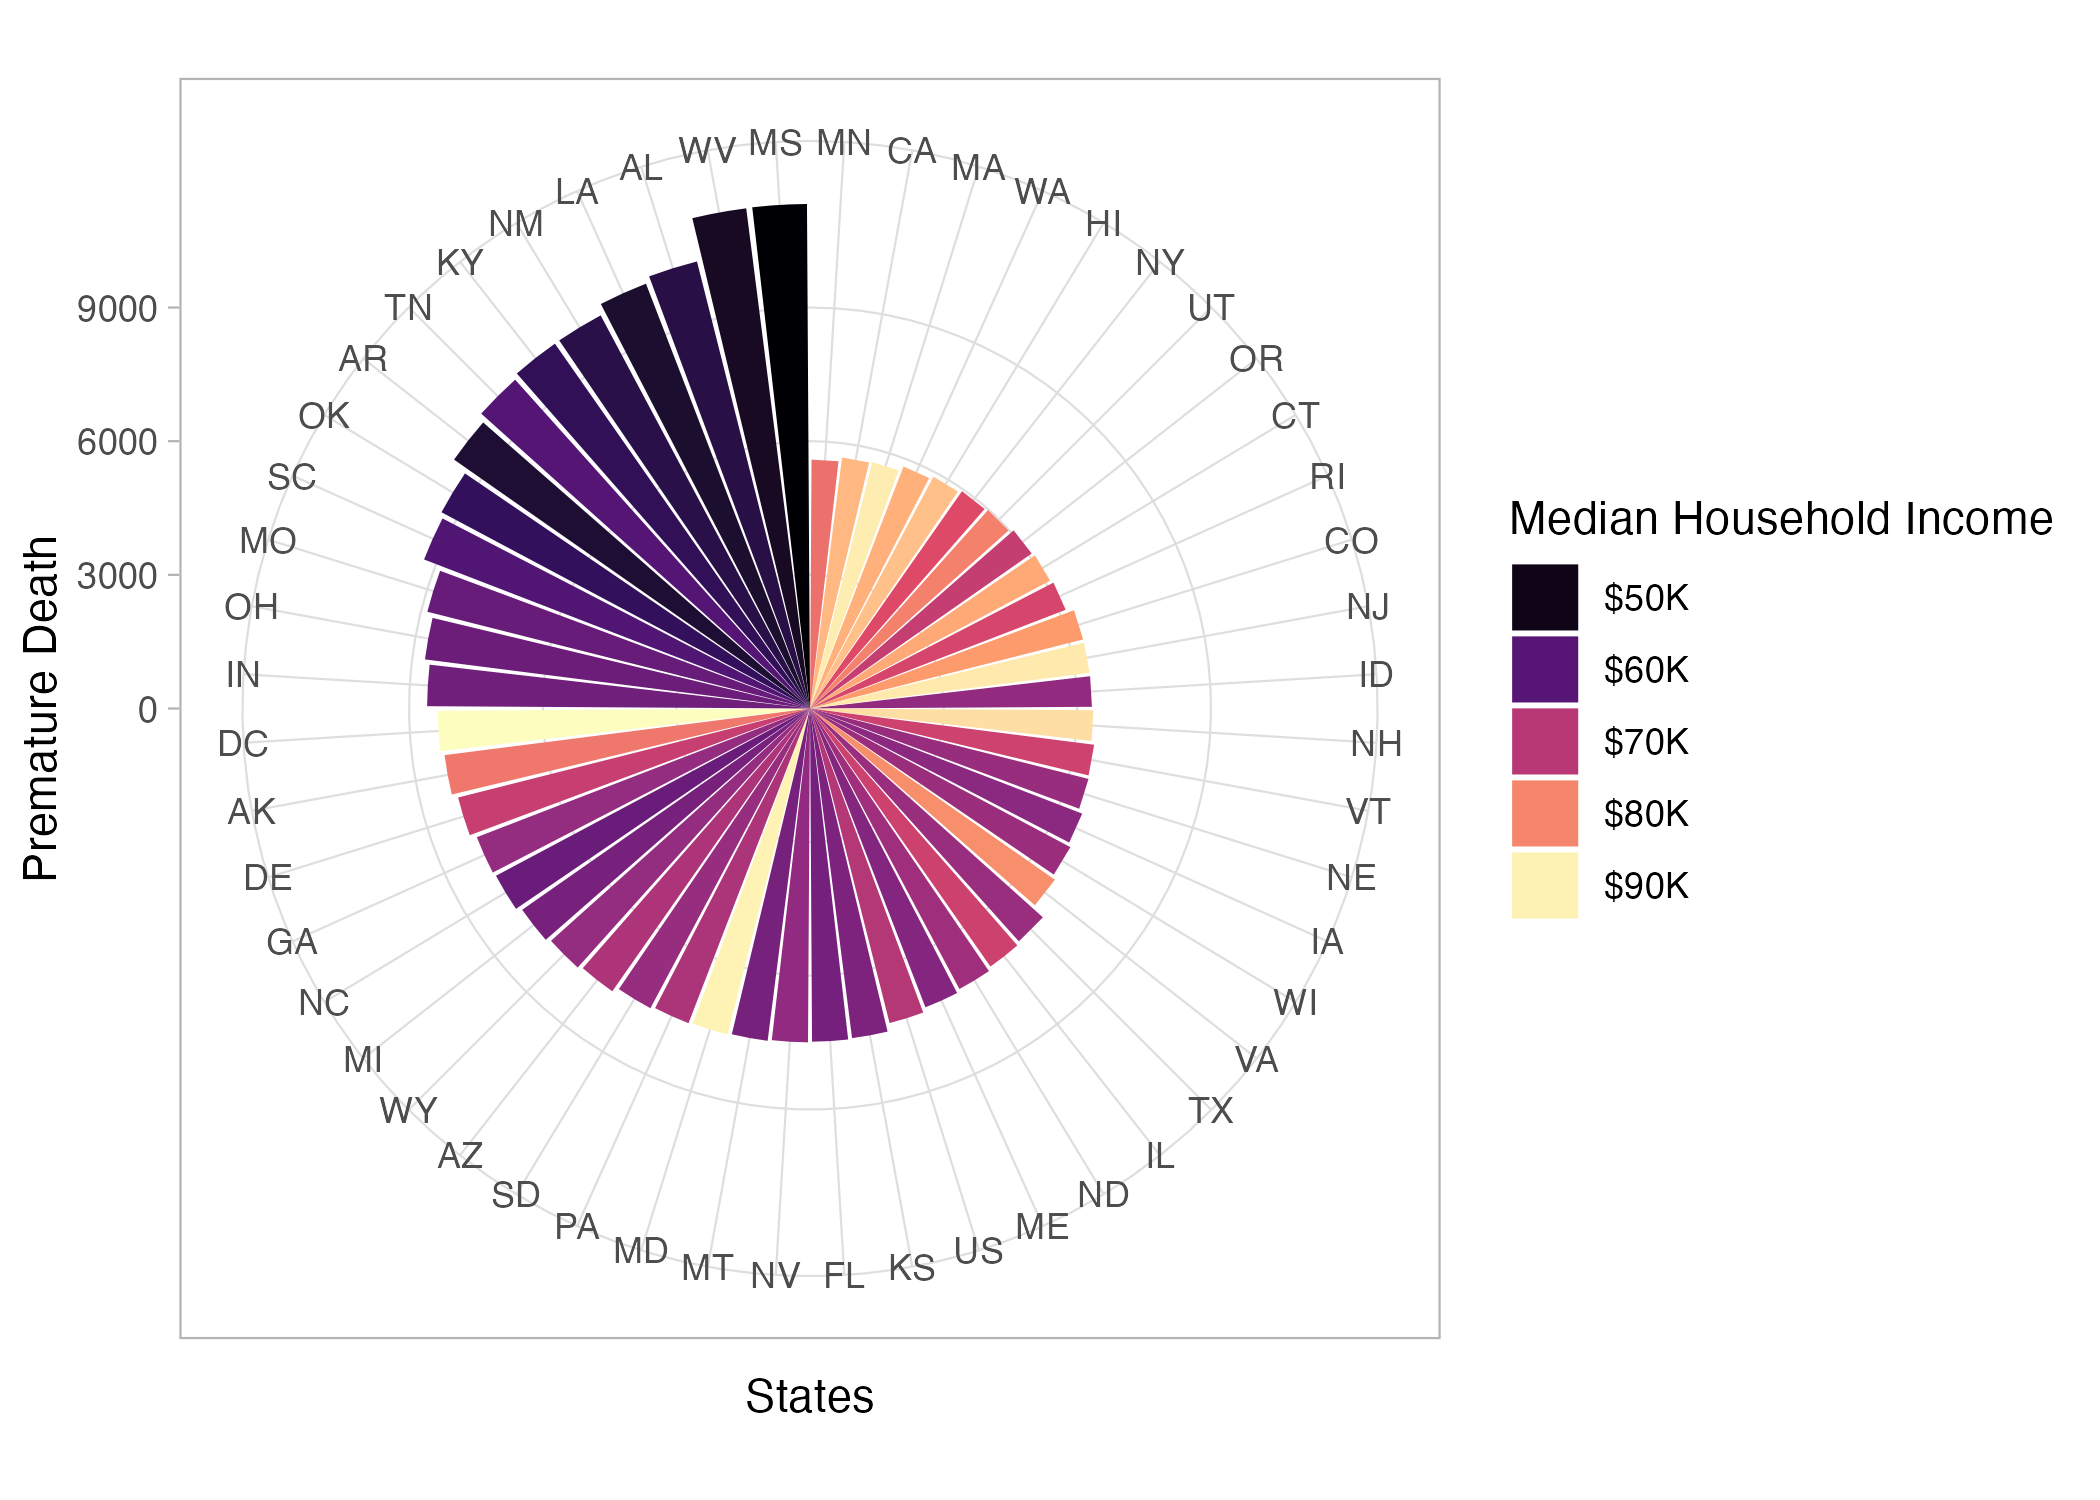 MS
MN
CA
MA
WA
HI
NY
UT
OR
CT
RI
CO
NJ
ID
NH
VT
NE
IA
WI
VA
TX
IL
ND
ME
US
KS
FL
NV
MT
MD
PA
SD
AZ
WY
MI
NC
GA
DE
AK
DC
IN
OH
MO
SC
OK
AR
TN
KY
NM
LA
AL
WV
9000
6000
3000
0
Premature Death
States
Median Household Income
$50K
$60K
$70K
$80K
$90K